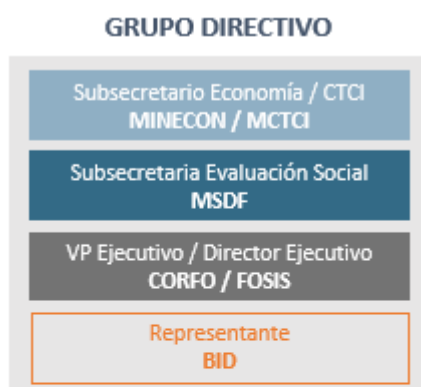 GRUPO DIRECTIVO
Subsecretario Economía / CTCI
MINECON / MCTCI
Subsecretaria Evaluación Social
MSDF
VP Ejecutivo / Director Ejecutivo
CORFO / FOSIS
Representante
BID